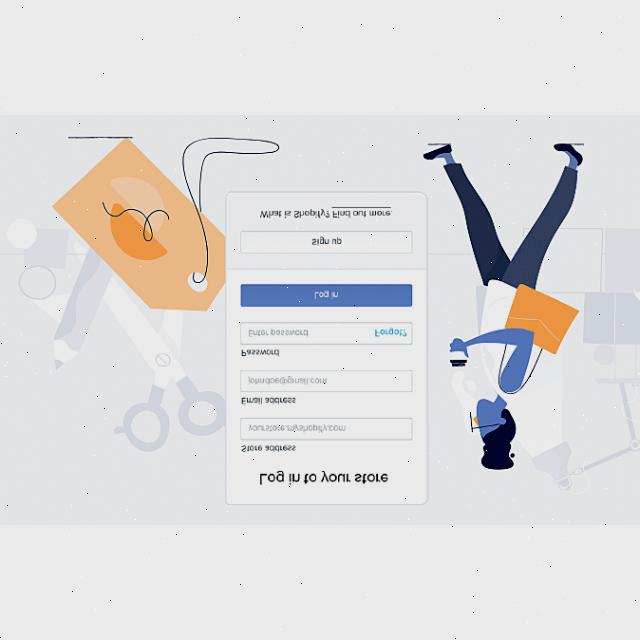 Log in to your store
Store address
yourstore.myshopify.com
Email address
johndoe@gmail.com
Password
Enter password Forgot?
Log in
Sign up
What is Shopify? Find out more.